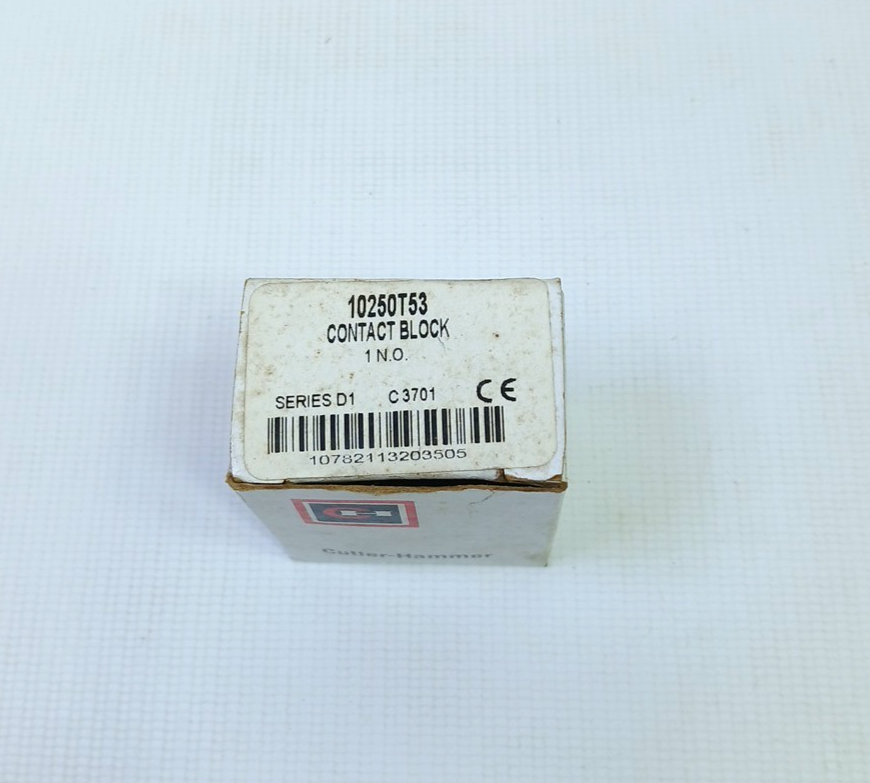 10250T53
CONTACT BLOCK
1 N.O.
SERIES D1 C 3701 CE
10782113203505
Cutler-Hammer